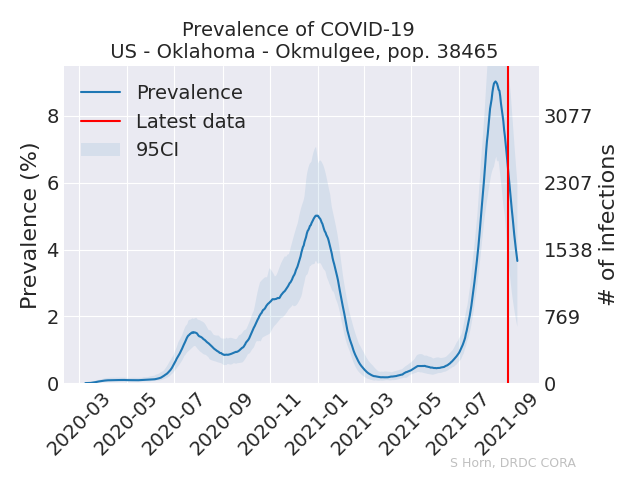 Prevalence of COVID-19
US - Oklahoma - Okmulgee, pop. 38465
Prevalence
Latest data
95CI
Prevalence (%)
8
6
4
2
0
3077
2307
1538
769
0
# of infections
2020-03
2020-05
2020-07
2020-09
2020-11
2021-01
2021-03
2021-05
2021-07
2021-09
S Horn, DRDC CORA